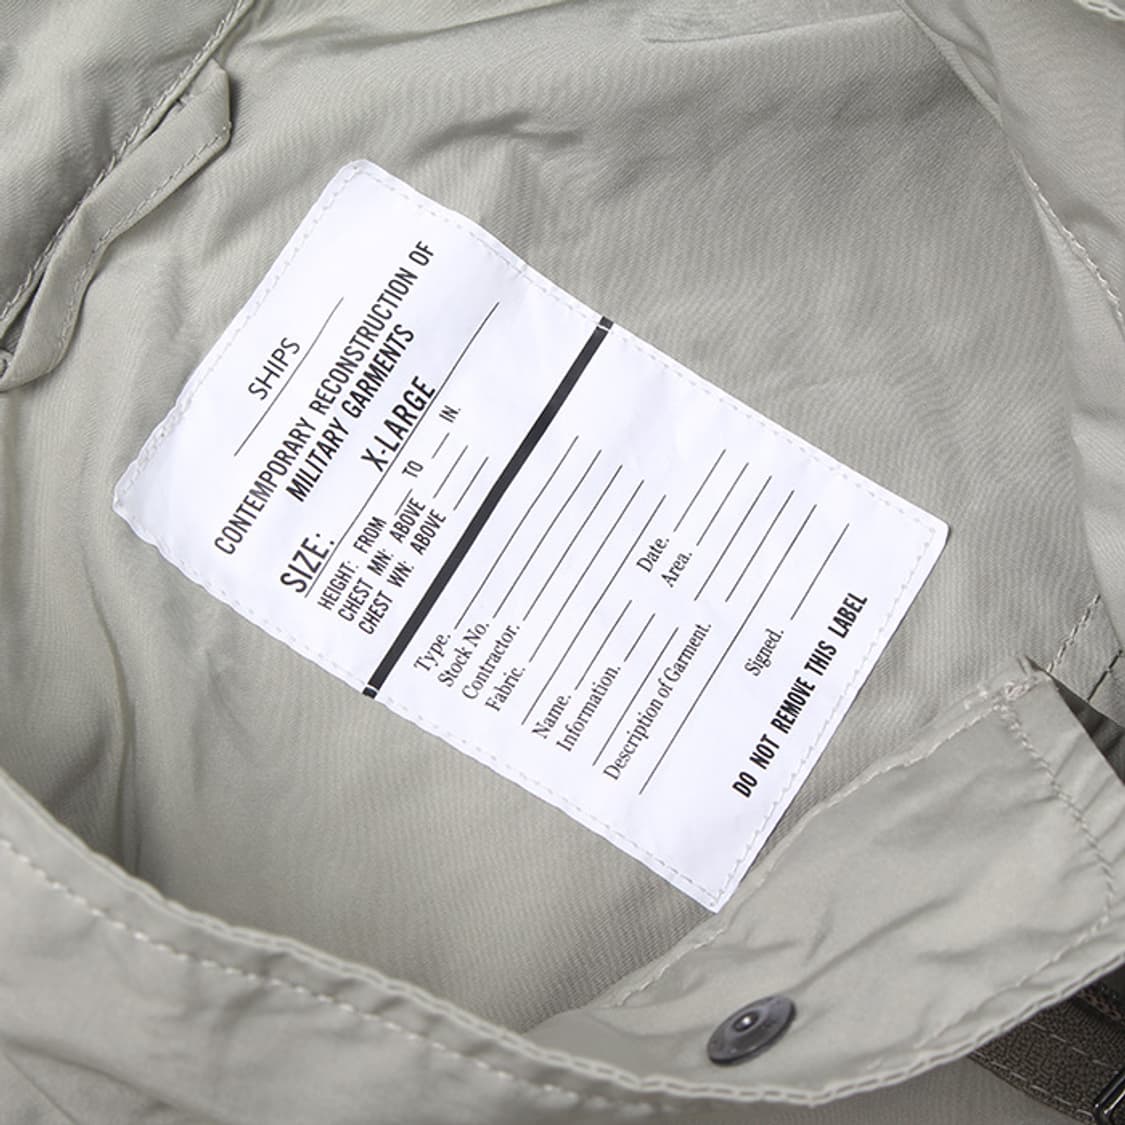 SHIPS
CONTEMPORARY RECONSTRUCTION OF
MILITARY GARMENTS
SIZE: X-LARGE
HEIGHT: FROM TO IN.
CHEST MN: ABOVE
CHEST WN: ABOVE
Type.
Stock No.
Contractor.
Fabric.
Date.
Name. Area.
Information.
Description of Garment.
Signed.
DO NOT REMOVE THIS LABEL